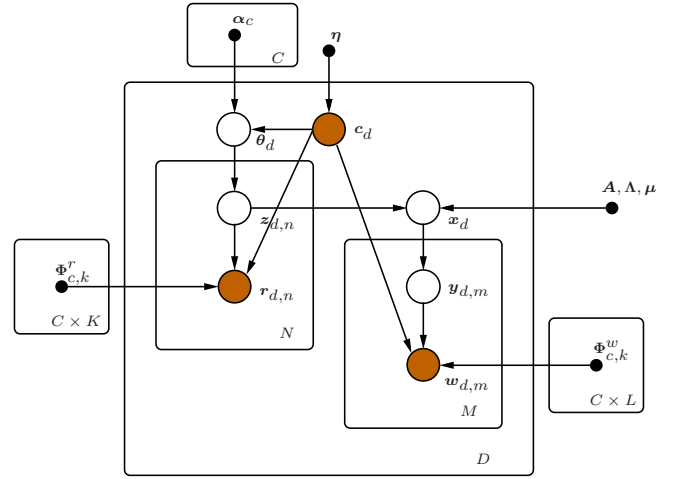 α_c
C
η
θ_d
c_d
A, Λ, μ
z_{d,n}
x_d
Φ^r_{c,k}
C × K
r_{d,n}
N
y_{d,m}
Φ^w_{c,k}
C × L
w_{d,m}
M
D